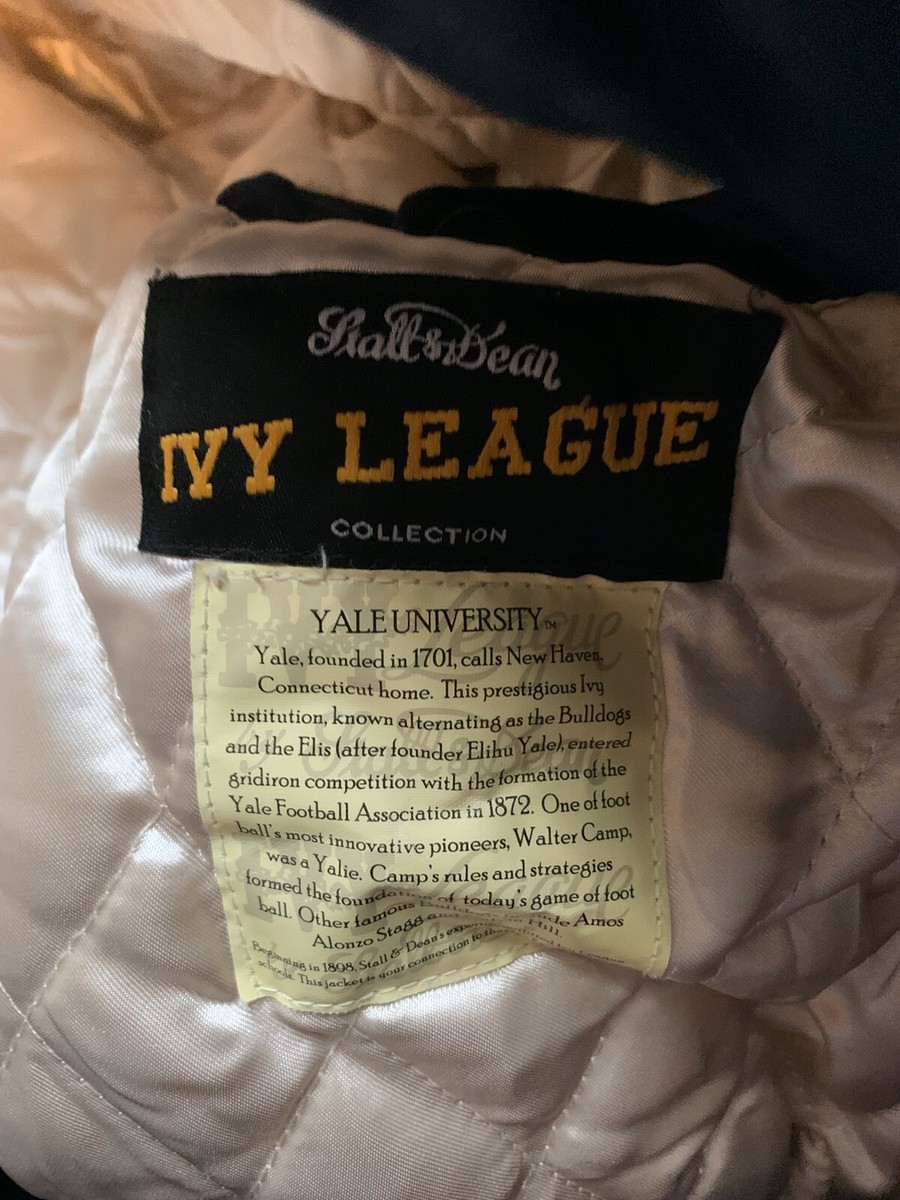 Stall & Dean
IVY LEAGUE
COLLECTION
YALE UNIVERSITY™
Yale, founded in 1701, calls New Haven,
Connecticut home. This prestigious Ivy
institution, known alternating as the Bulldogs
and the Elis (after founder Elihu Yale), entered
gridiron competition with the formation of the
Yale Football Association in 1872. One of foot
ball's most innovative pioneers, Walter Camp,
was a Yalie. Camp's rules and strategies
formed the foundation of today's game of foot
ball. Other famous Amos
Alonzo Stagg and Hill.
Beginning in 1898, Stall & Dean's
schools. This jacket is your connection to